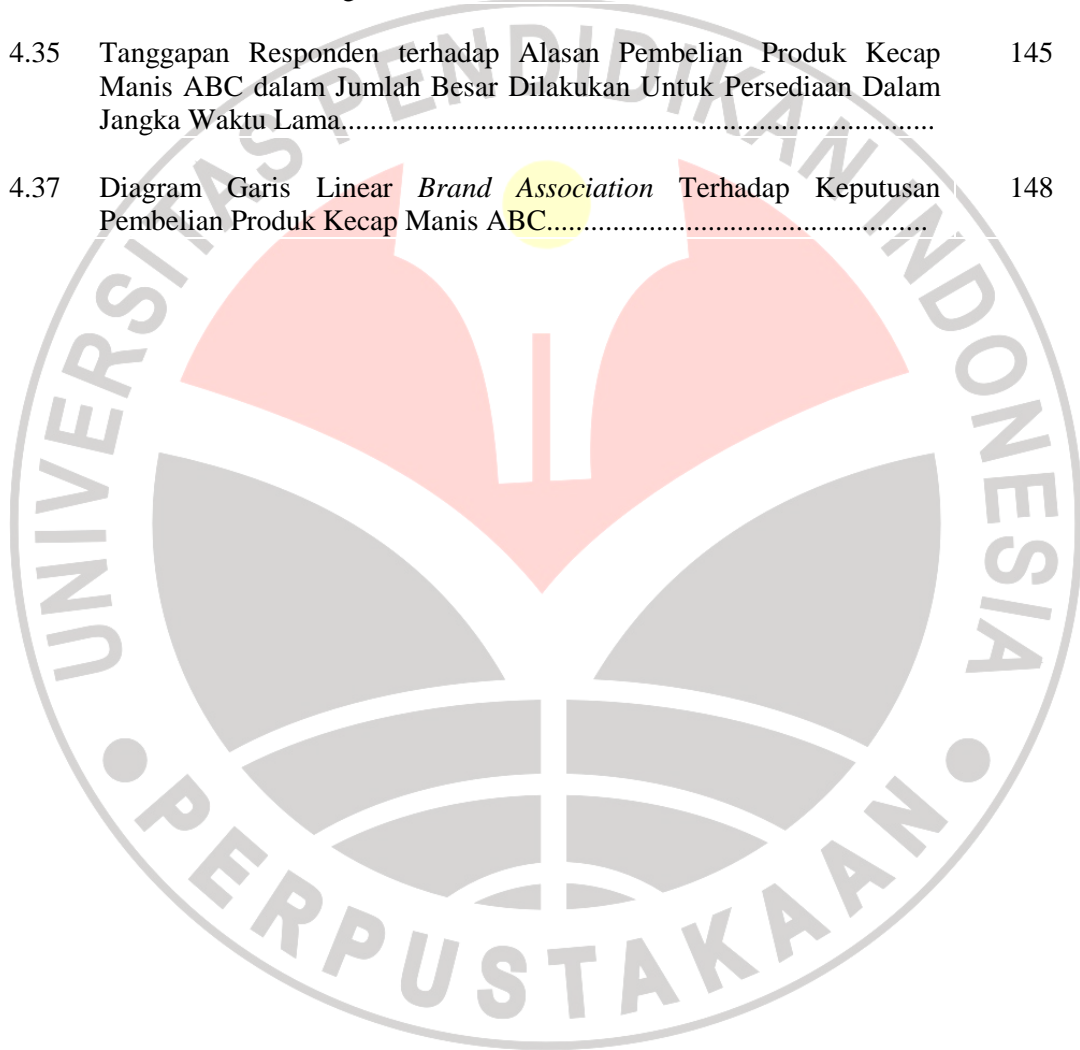 4.35 Tanggapan Responden terhadap Alasan Pembelian Produk Kecap 145
Manis ABC dalam Jumlah Besar Dilakukan Untuk Persediaan Dalam
Jangka Waktu Lama..........................................................................
4.37 Diagram Garis Linear Brand Association Terhadap Keputusan 148
Pembelian Produk Kecap Manis ABC...............................................
UNIVERSITAS PENDIDIKAN INDONESIA
PERPUSTAKAAN